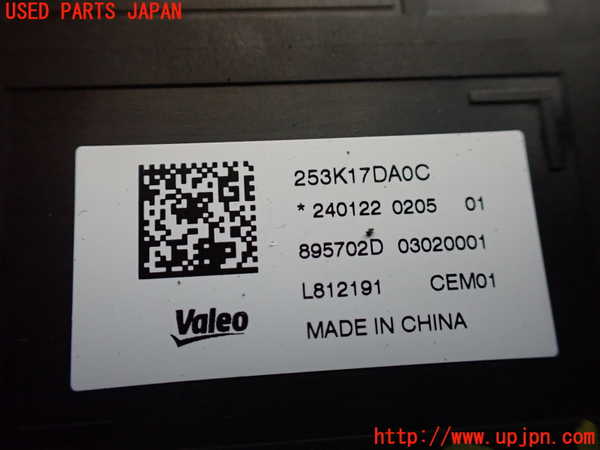 USED PARTS JAPAN
GE
253K17DA0C
*240122 0205 01
895702D 03020001
L812191 CEM01
Valeo
MADE IN CHINA
http://www.upjpn.com/